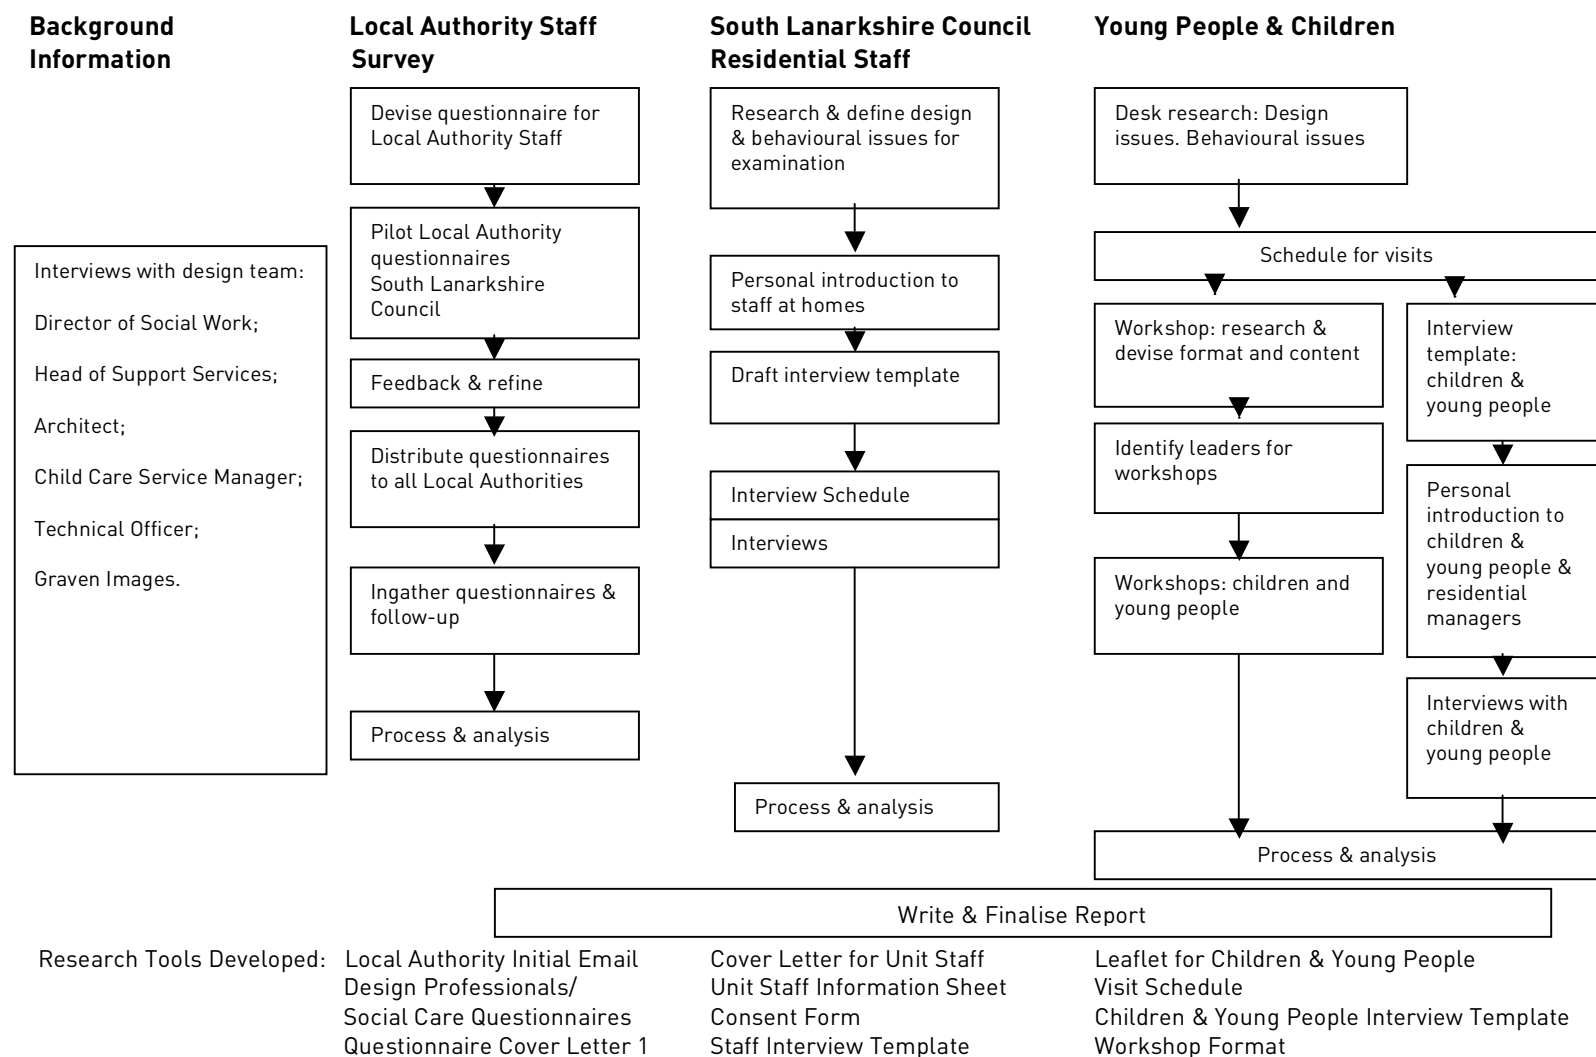 Background
Information
Interviews with design team:
Director of Social Work;
Head of Support Services;
Architect;
Child Care Service Manager;
Technical Officer;
Graven Images.
Local Authority Staff
Survey
Devise questionnaire for
Local Authority Staff
Pilot Local Authority
questionnaires
South Lanarkshire
Council
Feedback & refine
Distribute questionnaires
to all Local Authorities
Ingather questionnaires &
follow-up
Process & analysis
South Lanarkshire Council
Residential Staff
Research & define design
& behavioural issues for
examination
Personal introduction to
staff at homes
Draft interview template
Interview Schedule
Interviews
Process & analysis
Young People & Children
Desk research: Design
issues. Behavioural issues
Schedule for visits
Workshop: research &
devise format and content
Identify leaders for
workshops
Workshops: children and
young people
Interview
template:
children &
young people
Personal
introduction to
children &
young people &
residential
managers
Interviews with
children &
young people
Process & analysis
Write & Finalise Report
Research Tools Developed:
Local Authority Initial Email
Design Professionals/
Social Care Questionnaires
Questionnaire Cover Letter 1
Cover Letter for Unit Staff
Unit Staff Information Sheet
Consent Form
Staff Interview Template
Leaflet for Children & Young People
Visit Schedule
Children & Young People Interview Template
Workshop Format